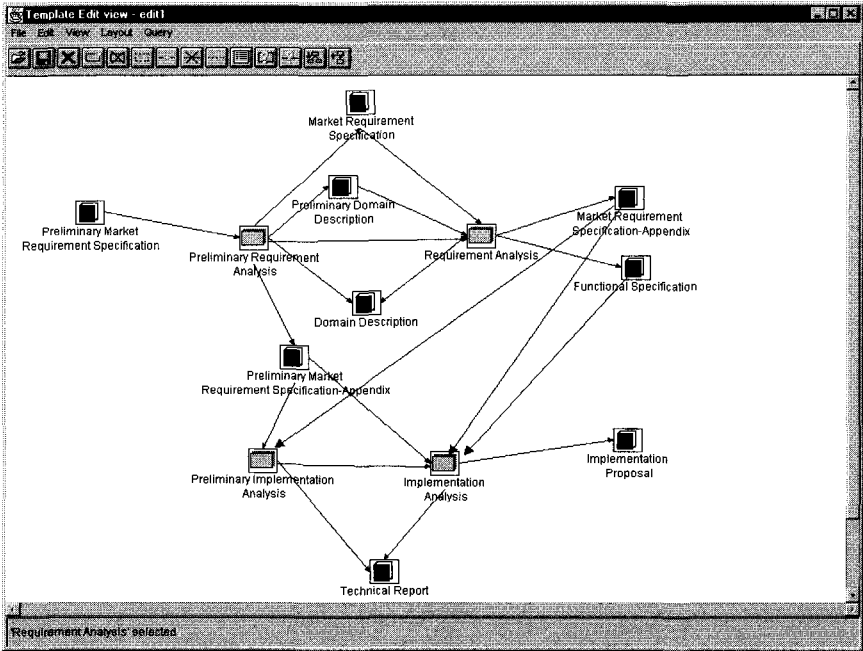 Template Edit view - edit1
File Edit View Layout Query
Market Requirement
Specification
Preliminary Domain
Description
Preliminary Market
Requirement Specification
Market Requirement
Specification-Appendix
Preliminary Requirement
Analysis
Requirement Analysis
Functional Specification
Domain Description
Preliminary Market
Requirement Specification-Appendix
Implementation
Proposal
Preliminary Implementation
Analysis
Implementation
Analysis
Technical Report
'Requirement Analysis' selected